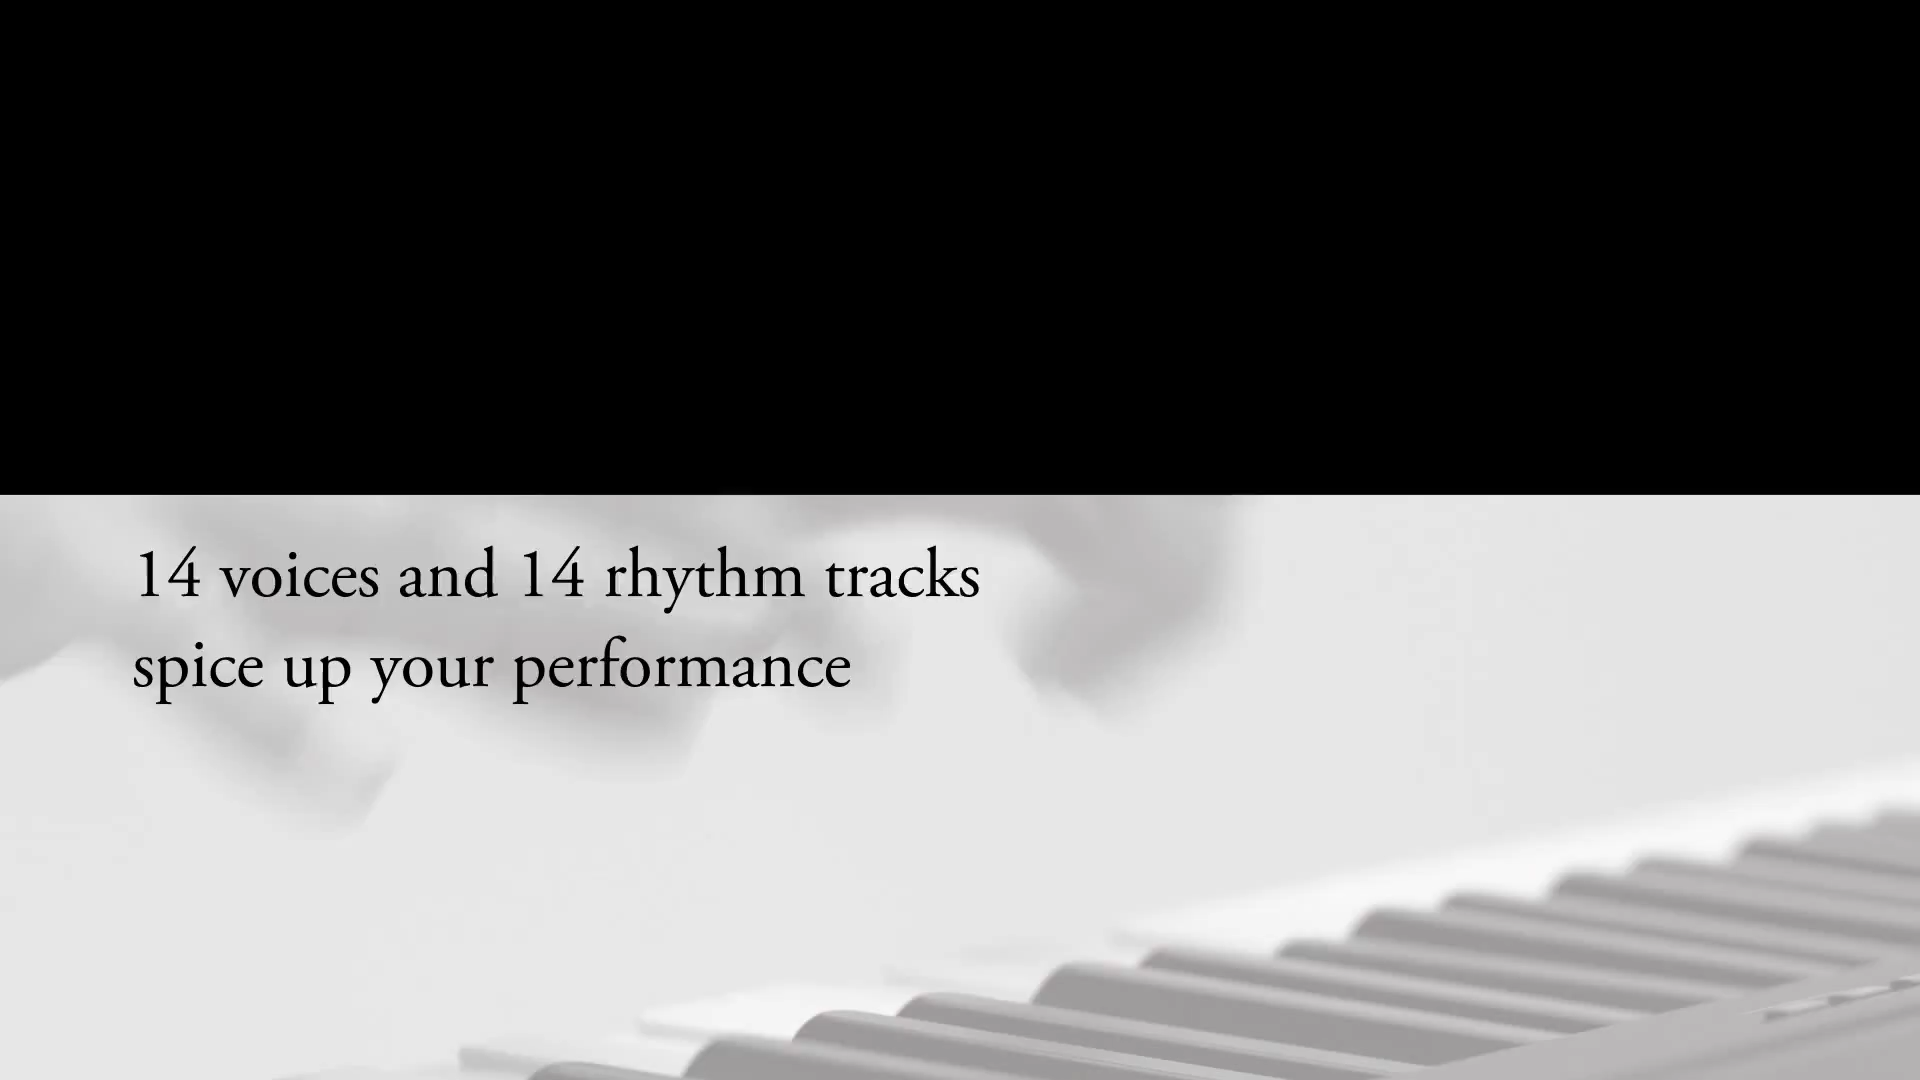 14 voices and 14 rhythm tracks
spice up your performance